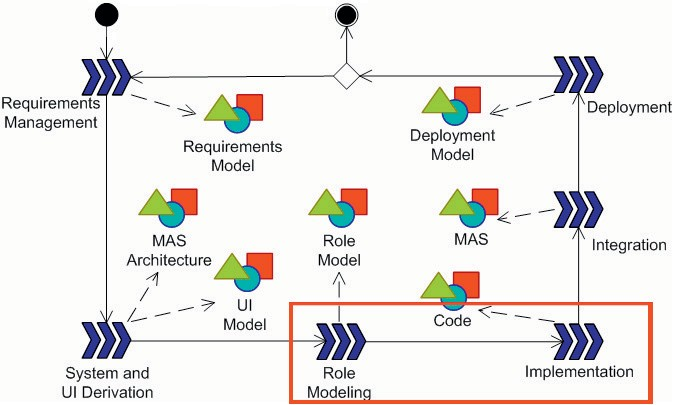 Requirements
Management
Requirements
Model
Deployment
Model
Deployment
MAS
Architecture
Role
Model
MAS
Integration
UI
Model
Code
System and
UI Derivation
Role
Modeling
Implementation